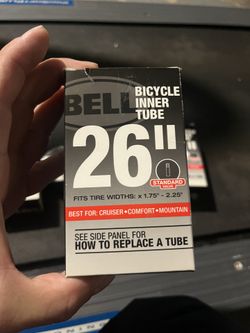 BELL
BICYCLE
INNER
TUBE
26"
STANDARD
VALVE
FITS TIRE WIDTHS: x 1.75" - 2.25"
BEST FOR: CRUISER•COMFORT•MOUNTAIN
SEE SIDE PANEL FOR
HOW TO REPLACE A TUBE